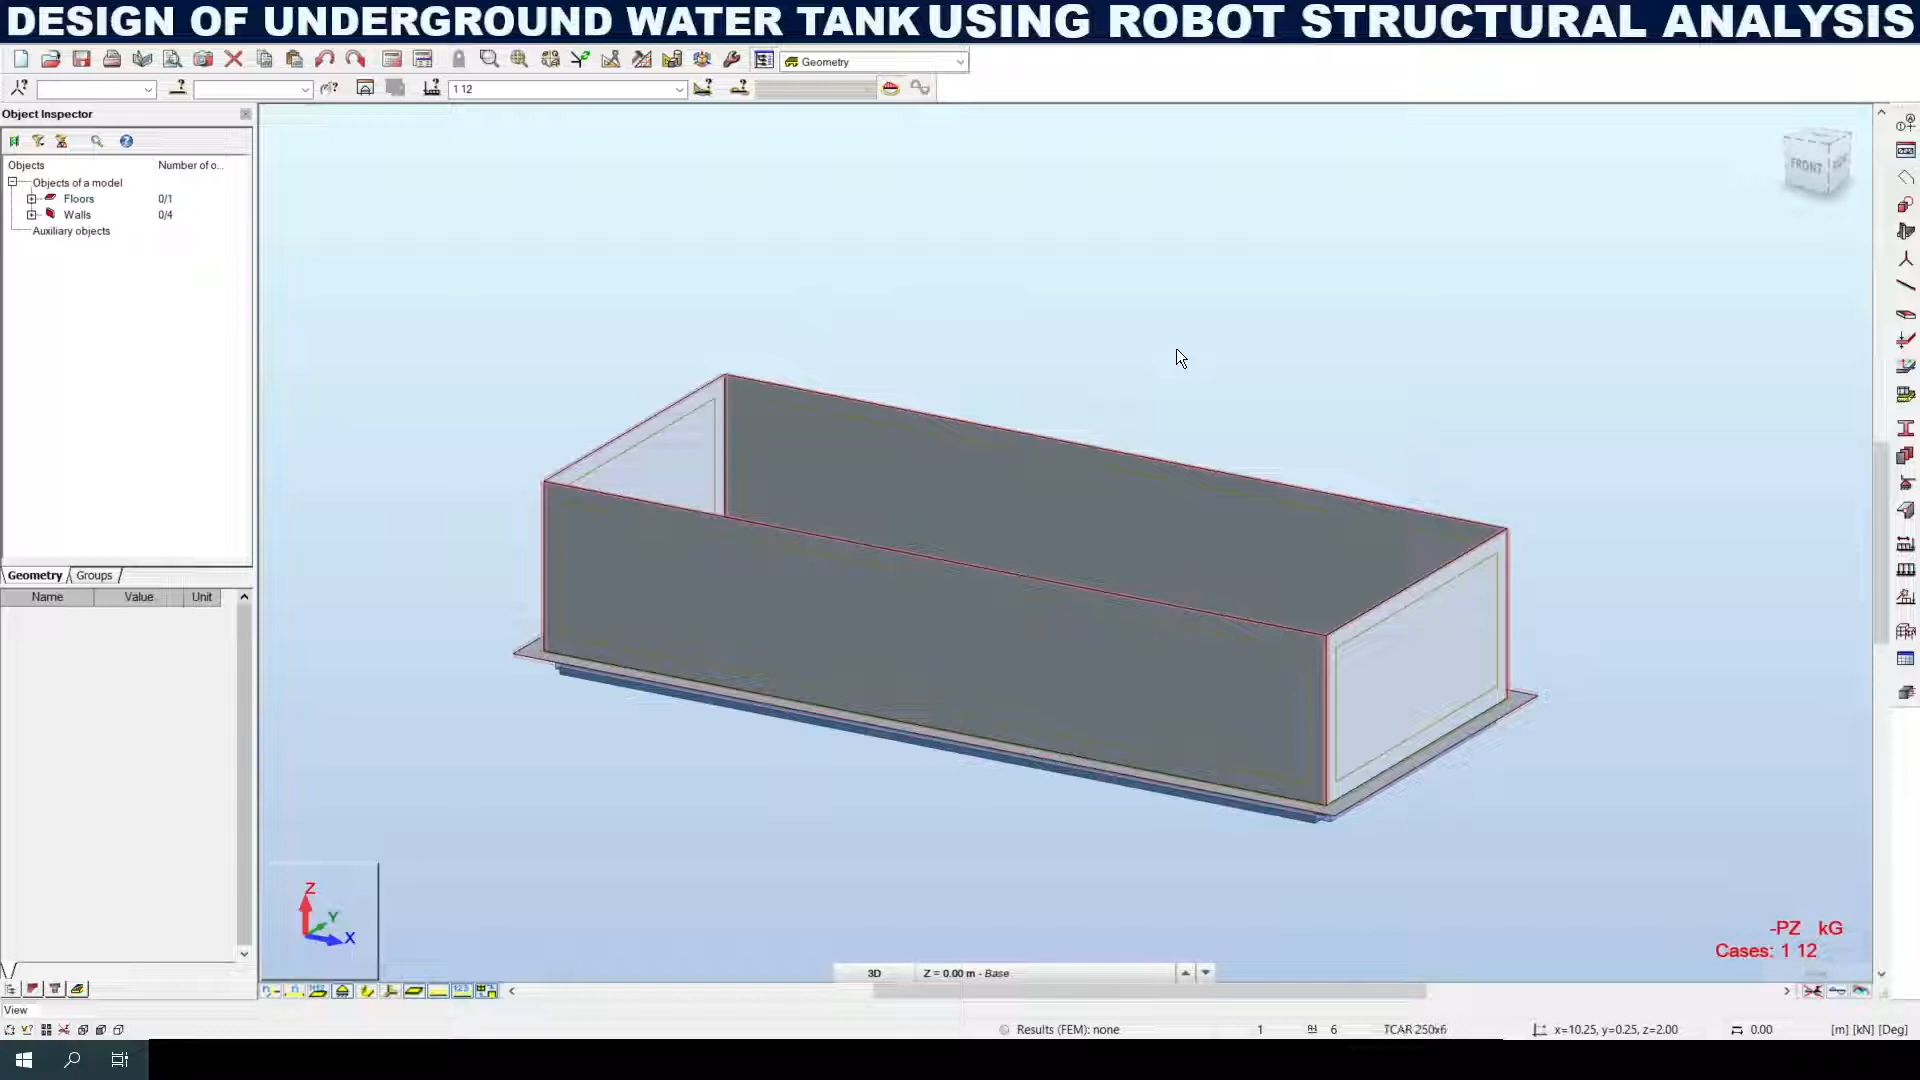 DESIGN OF UNDERGROUND WATER TANK USING ROBOT STRUCTURAL ANALYSIS
Geometry
1 12
Object Inspector
Objects Number of o...
Objects of a model
Floors 0/1
Walls 0/4
Auxiliary objects
FRONT
Geometry Groups
Name Value Unit
Z
Y
X
-PZ kG
Cases: 1 12
3D Z = 0.00 m - Base
View
Results (FEM): none 1 6 TCAR 250x6 x=10.25, y=0.25, z=2.00 0.00 [m] [kN] [Deg]